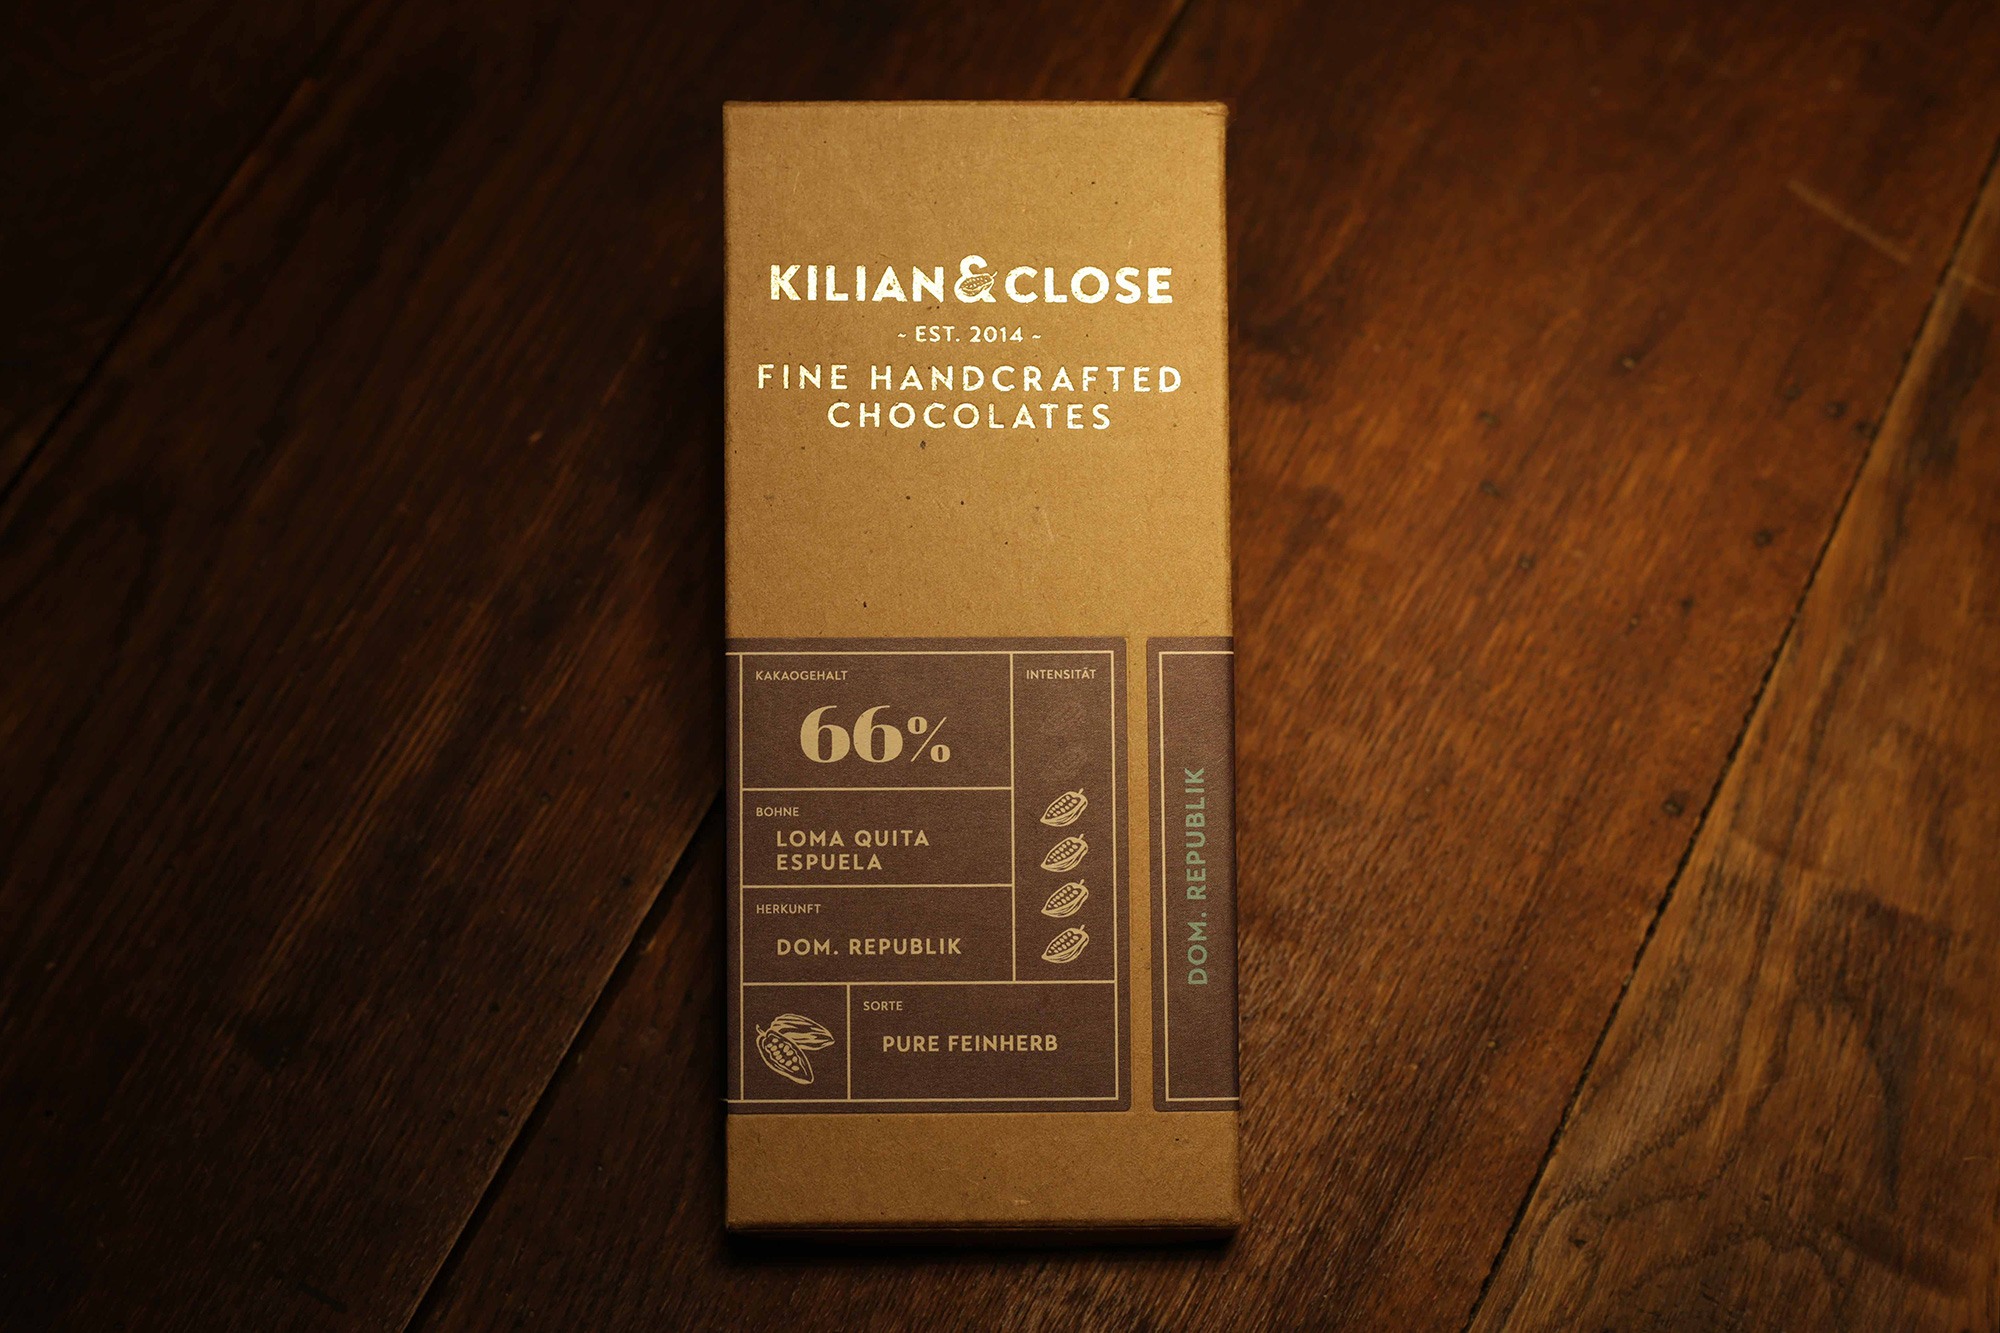 KILIAN & CLOSE
~ EST. 2014 ~
FINE HANDCRAFTED
CHOCOLATES
KAKAOGEHALT
66%
INTENSITÄT
BOHNE
LOMA QUITA
ESPUELA
HERKUNFT
DOM. REPUBLIK
SORTE
PURE FEINHERB
DOM. REPUBLIK